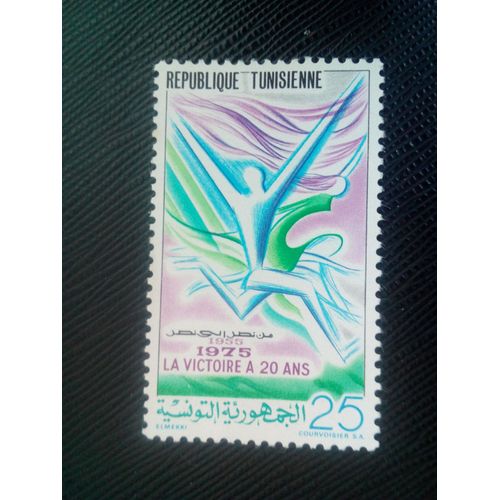 REPUBLIQUE TUNISIENNE
من نصر إلى نصر
1955
1975
LA VICTOIRE A 20 ANS
الجمهورية التونسية 25
ELMEKKI COURVOISIER S.A.